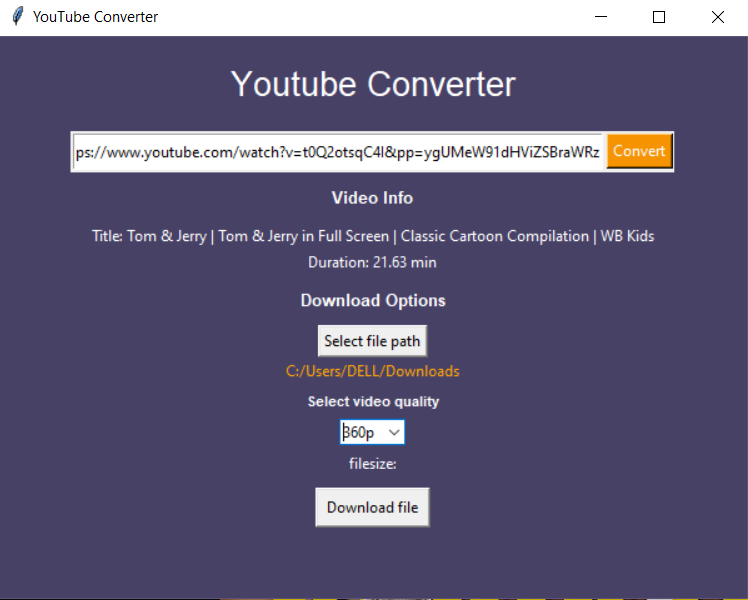 YouTube Converter
Youtube Converter
ps://www.youtube.com/watch?v=t0Q2otsqC4I&pp=ygUMeW91dHViZSBraWRz Convert
Video Info
Title: Tom & Jerry | Tom & Jerry in Full Screen | Classic Cartoon Compilation | WB Kids
Duration: 21.63 min
Download Options
Select file path
C:/Users/DELL/Downloads
Select video quality
360p
filesize:
Download file